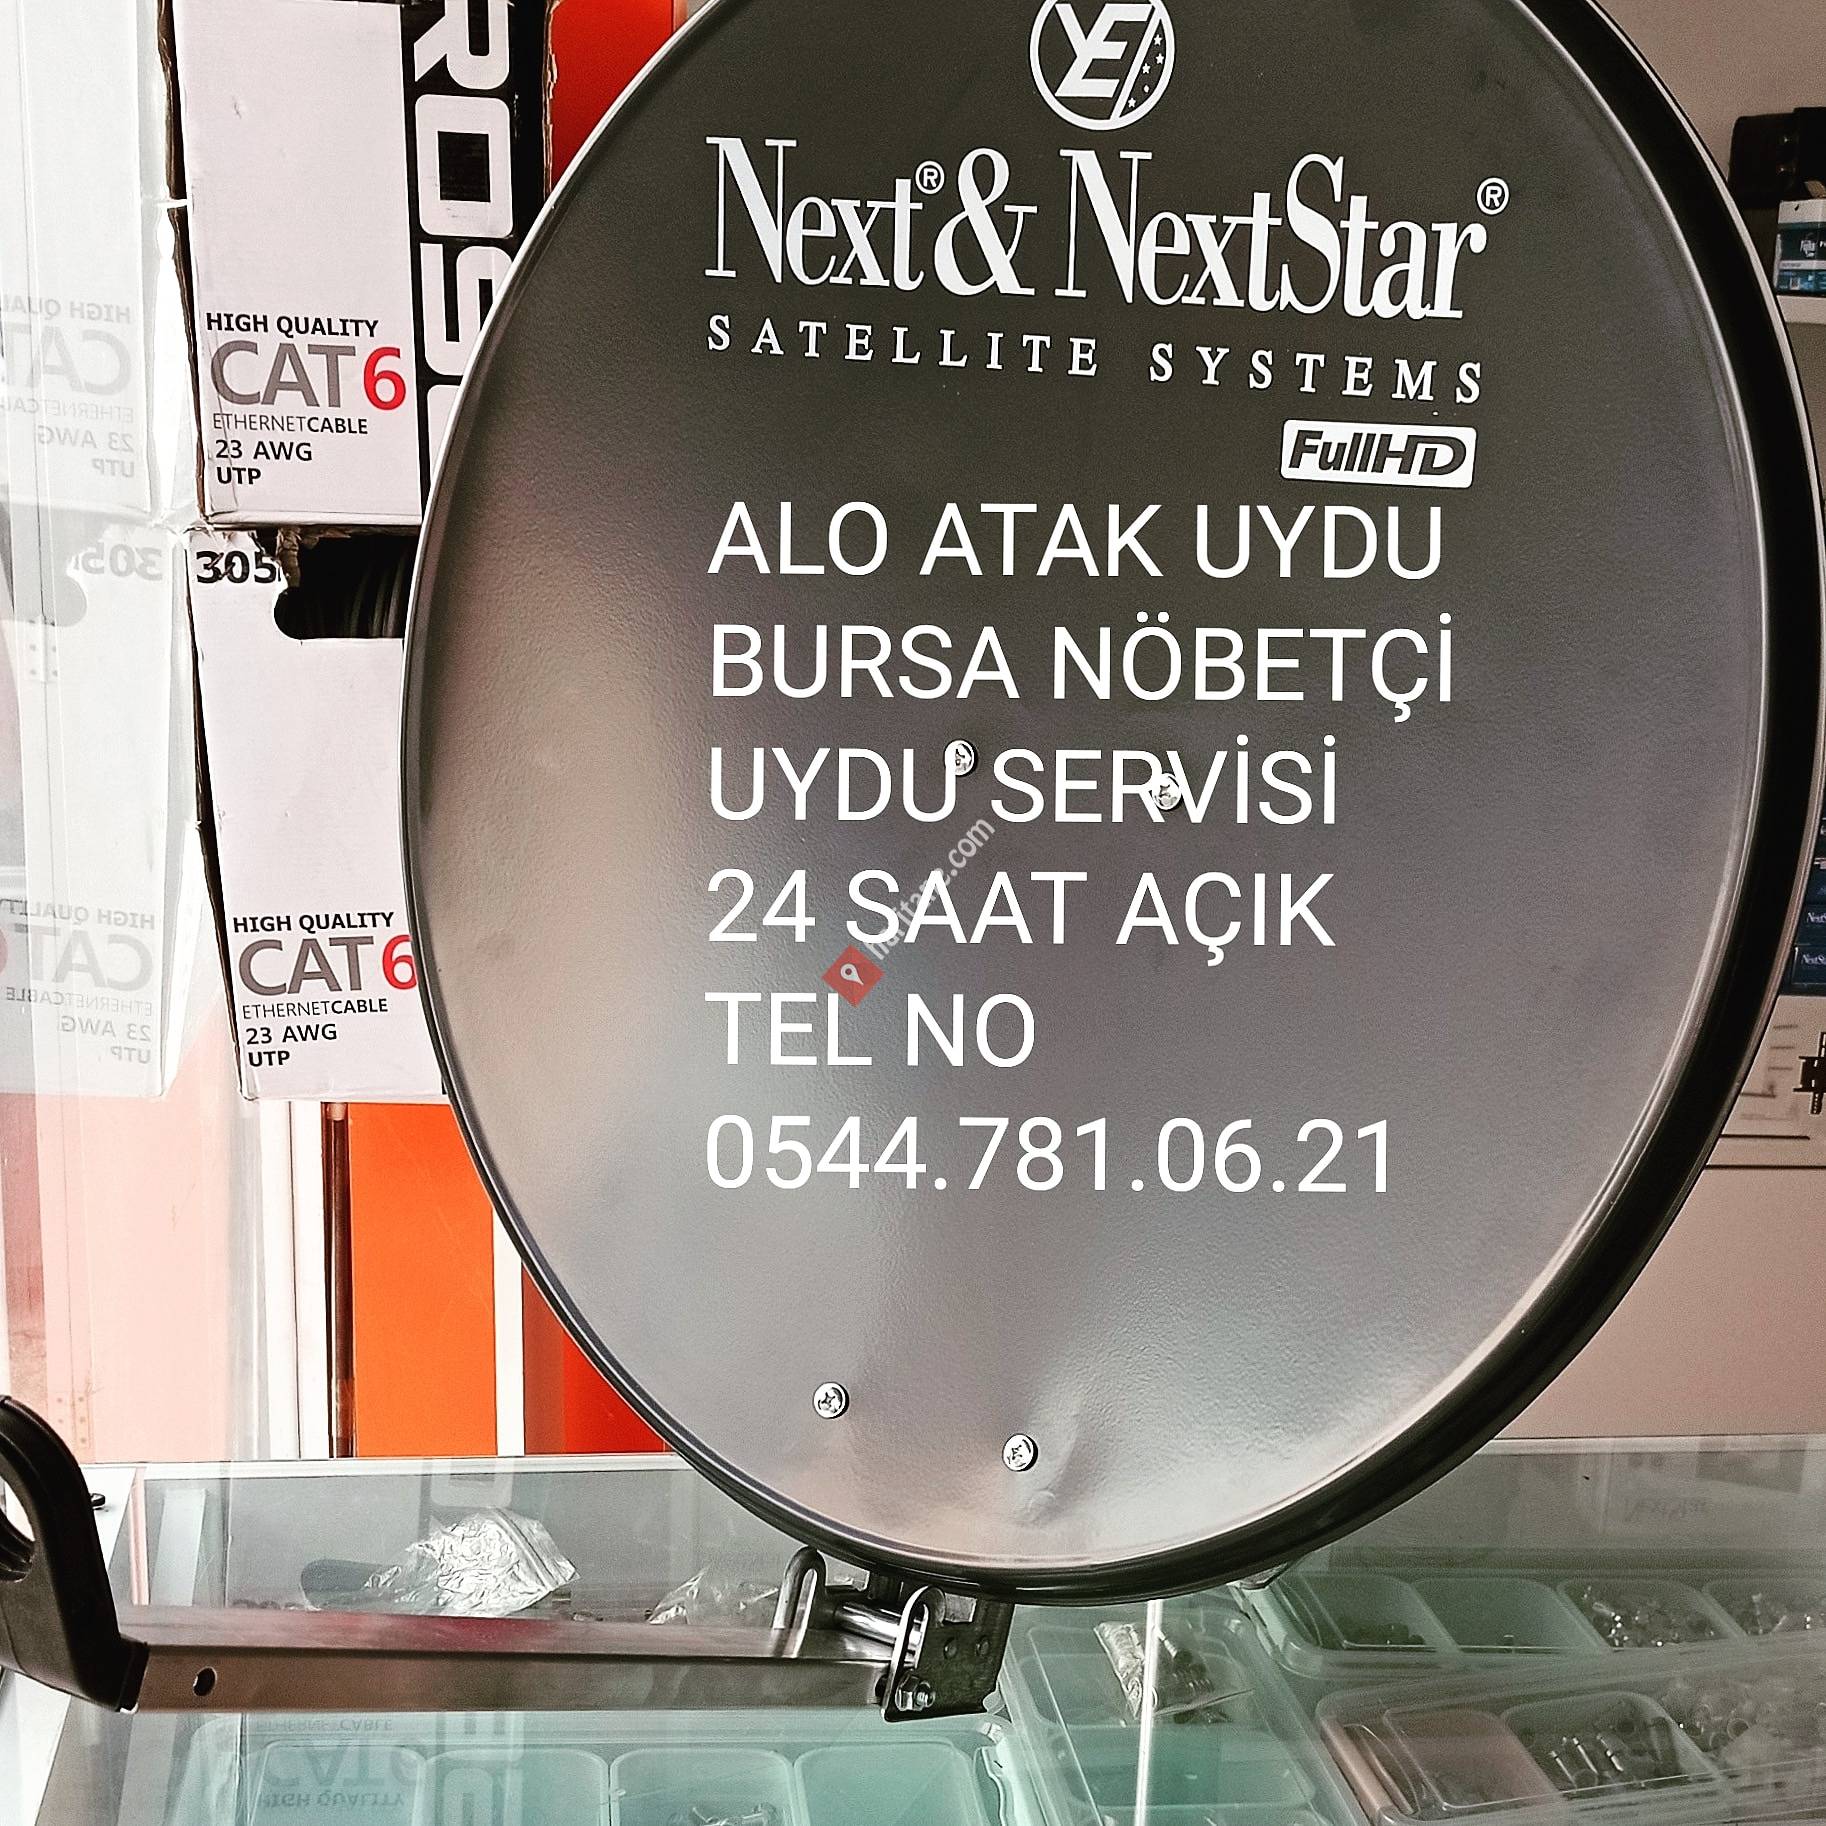 YE
Next® & NextStar®
SATELLITE SYSTEMS
FullHD
ALO ATAK UYDU
BURSA NÖBETÇİ
UYDU SERVİSİ
24 SAAT AÇIK
TEL NO
0544.781.06.21
HIGH QUALITY
CAT6
ETHERNETCABLE
23 AWG
UTP
305
HIGH QUALITY
CAT6
ETHERNETCABLE
23 AWG
UTP